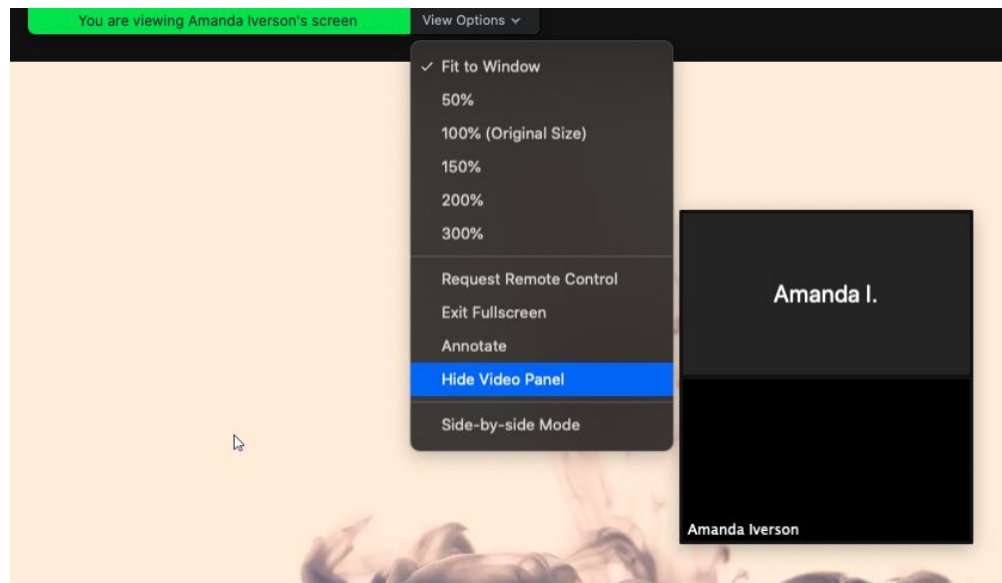 You are viewing Amanda Iverson's screen
View Options
Fit to Window
50%
100% (Original Size)
150%
200%
300%
Request Remote Control
Exit Fullscreen
Annotate
Hide Video Panel
Side-by-side Mode
Amanda I.
Amanda Iverson